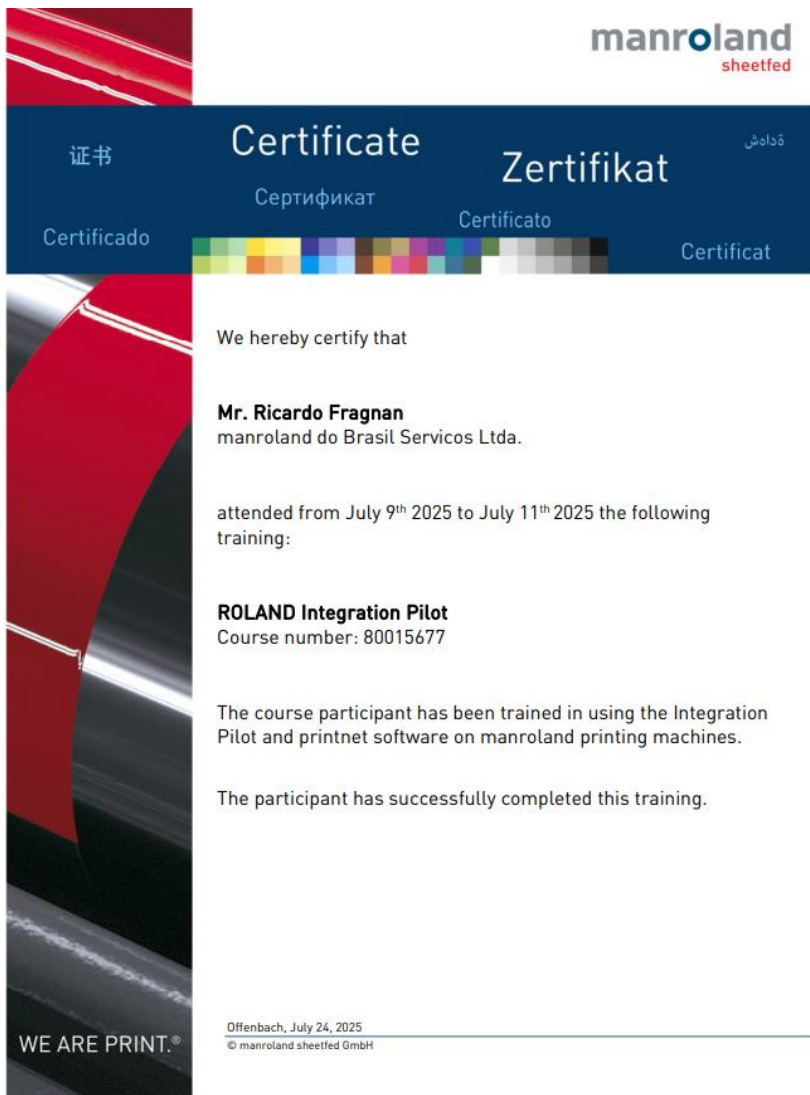 manroland
sheetfed
证书
Certificate
Zertifikat
شهادة
Сертификат
Certificado
Certificato
Certificat
We hereby certify that
Mr. Ricardo Fragnan
manroland do Brasil Servicos Ltda.
attended from July 9th 2025 to July 11th 2025 the following
training:
ROLAND Integration Pilot
Course number: 80015677
The course participant has been trained in using the Integration
Pilot and printnet software on manroland printing machines.
The participant has successfully completed this training.
Offenbach, July 24, 2025
© manroland sheetfed GmbH
WE ARE PRINT.®